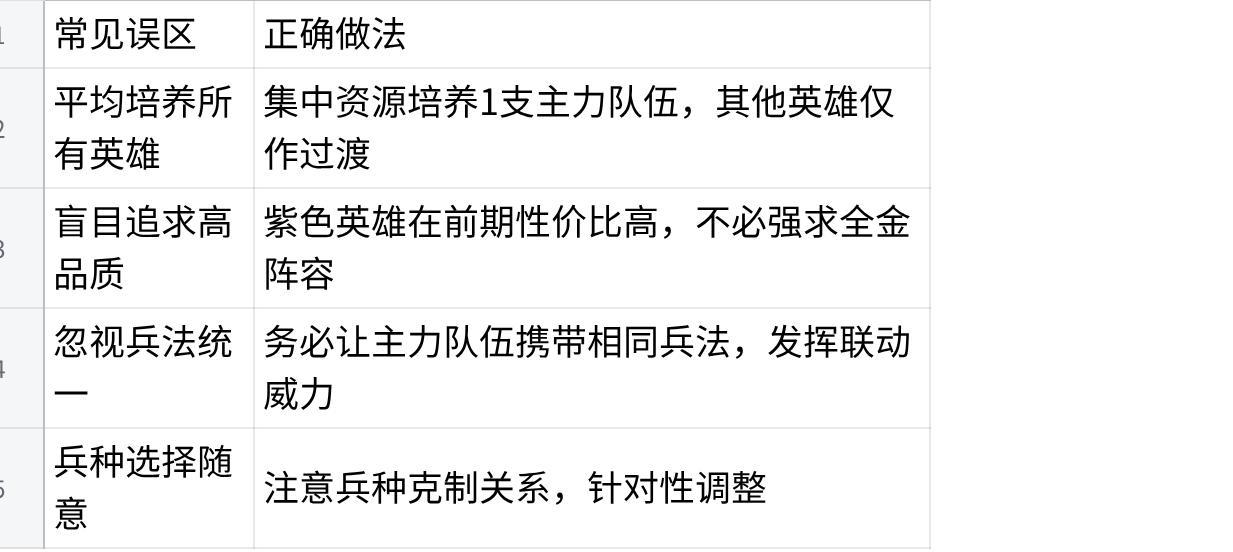 1 常见误区 正确做法
2 平均培养所 集中资源培养1支主力队伍，其他英雄仅
有英雄 作过渡
3 盲目追求高 紫色英雄在前期性价比高，不必强求全金
品质 阵容
4 忽视兵法统 务必让主力队伍携带相同兵法，发挥联动
一 威力
5 兵种选择随
意 注意兵种克制关系，针对性调整